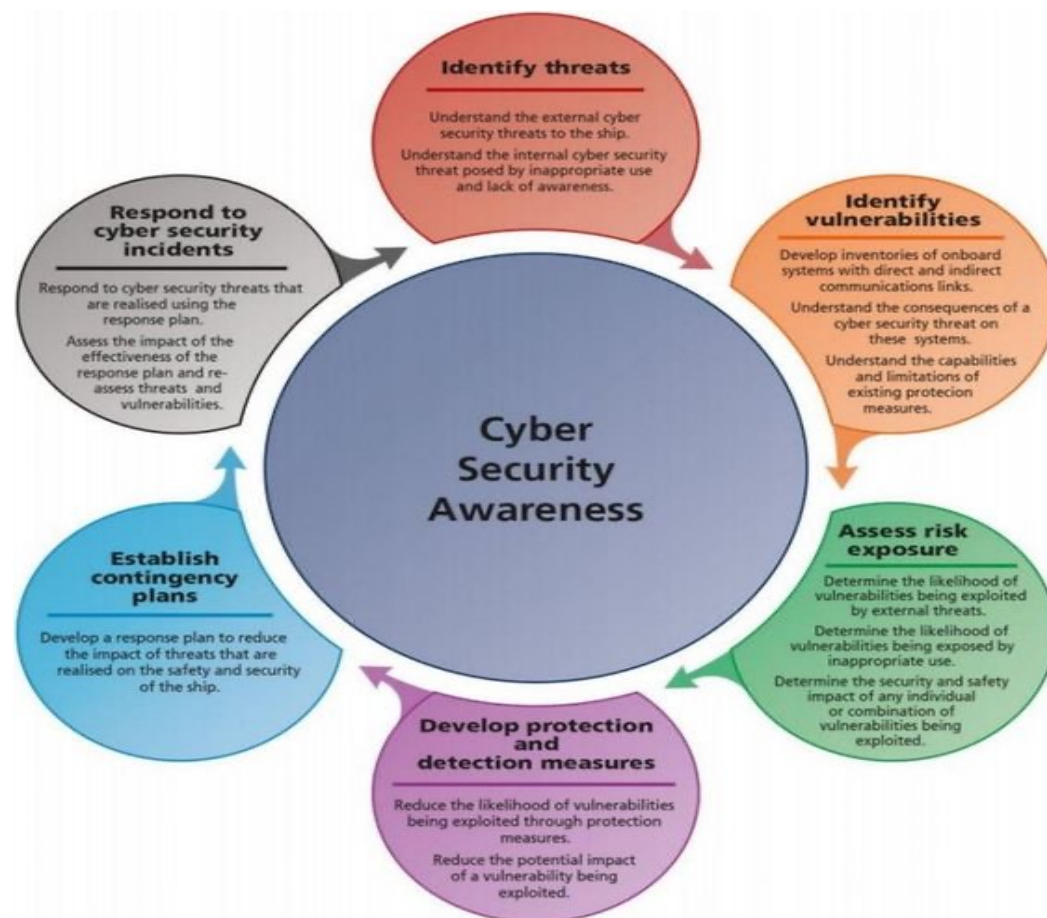 Identify threats
Understand the external cyber
security threats to the ship.
Understand the internal cyber security
threat posed by inappropriate use
and lack of awareness.
Identify
vulnerabilities
Develop inventories of onboard
systems with direct and indirect
communications links.
Understand the consequences of a
cyber security threat on
these systems.
Understand the capabilities
and limitations of
existing protecion
measures.
Assess risk
exposure
Determine the likelihood of
vulnerabilities being exploited
by external threats.
Determine the likelihood of
vulnerabilities being exposed by
inappropriate use.
Determine the security and safety
impact of any individual
or combination of
vulnerabilities being
exploited.
Develop protection
and
detection measures
Reduce the likelihood of vulnerabilities
being exploited through protection
measures.
Reduce the potential impact
of a vulnerability being
exploited.
Establish
contingency
plans
Develop a response plan to reduce
the impact of threats that are
realised on the safety and security
of the ship.
Respond to
cyber security
incidents
Respond to cyber security threats that
are realised using the
response plan.
Assess the impact of the
effectiveness of the
response plan and re-
assess threats and
vulnerabilities.
Cyber
Security
Awareness